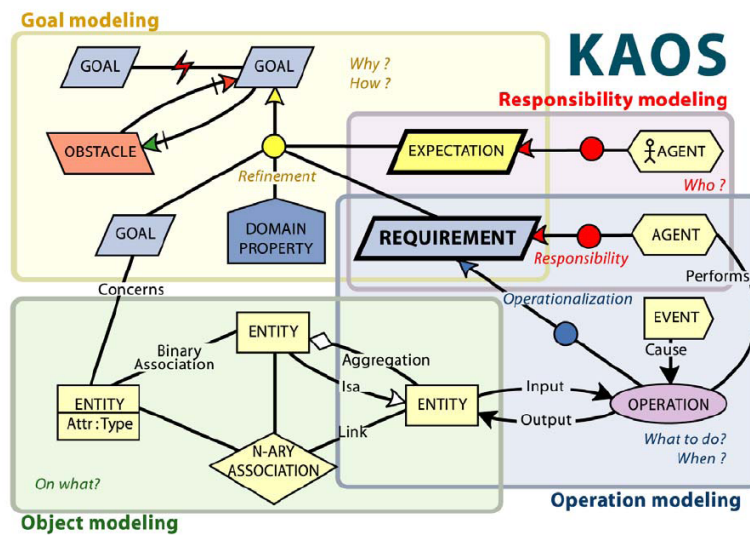 Goal modeling
KAOS
GOAL
GOAL
Why ?
How ?
Responsibility modeling
OBSTACLE
EXPECTATION
AGENT
Refinement
Who ?
GOAL
DOMAIN
PROPERTY
REQUIREMENT
AGENT
Responsibility
Performs
Concerns
Operationalization
EVENT
Binary
Association
ENTITY
Aggregation
Cause
Isa
Input
ENTITY
Attr:Type
ENTITY
OPERATION
Output
Link
N-ARY
ASSOCIATION
What to do?
When ?
On what?
Operation modeling
Object modeling